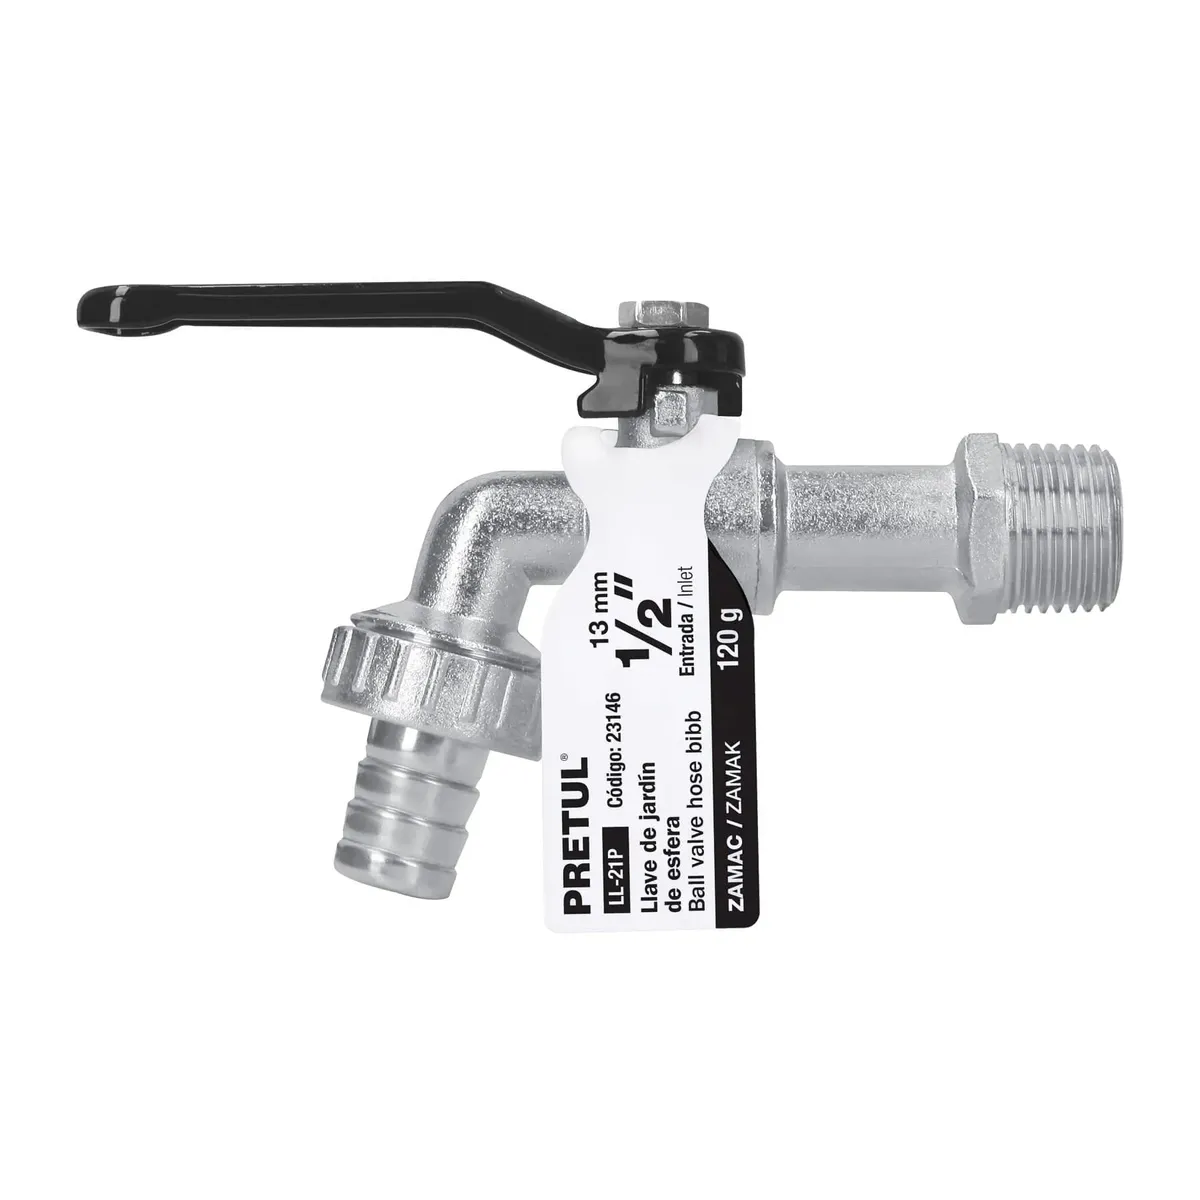 PRETUL®
LL-21P
Código: 23146
13 mm
1/2"
Entrada / Inlet
Llave de jardín
de esfera
Ball valve hose bibb
ZAMAC / ZAMAK
120 g